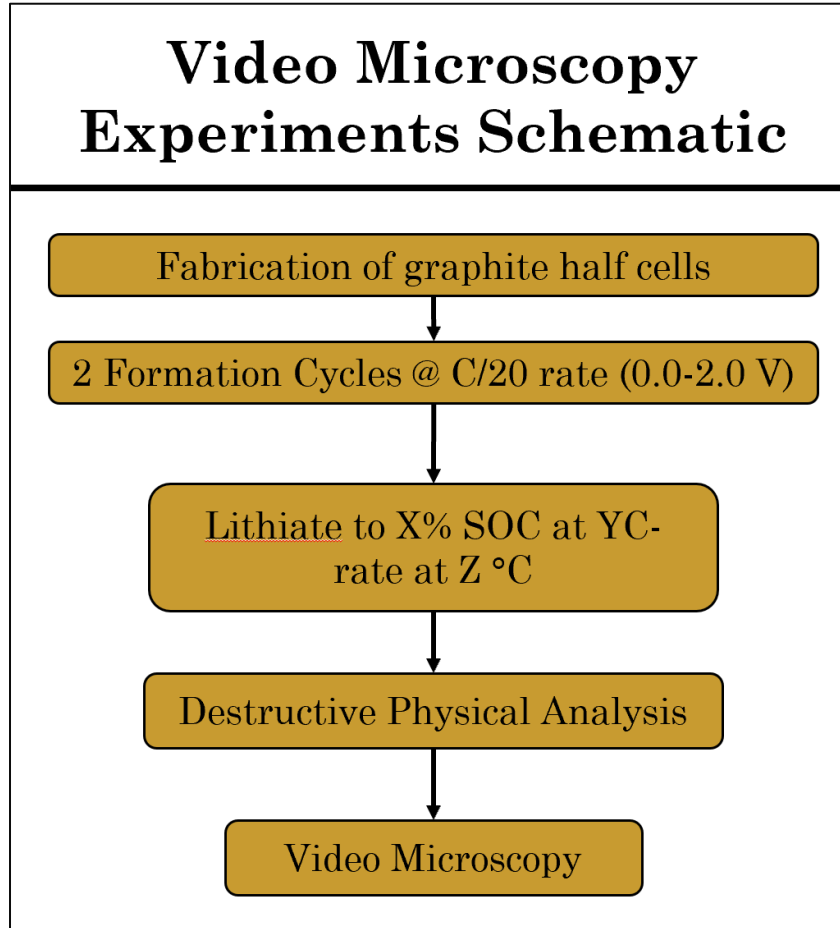 Video Microscopy
Experiments Schematic
Fabrication of graphite half cells
2 Formation Cycles @ C/20 rate (0.0-2.0 V)
Lithiate to X% SOC at YC-
rate at Z °C
Destructive Physical Analysis
Video Microscopy